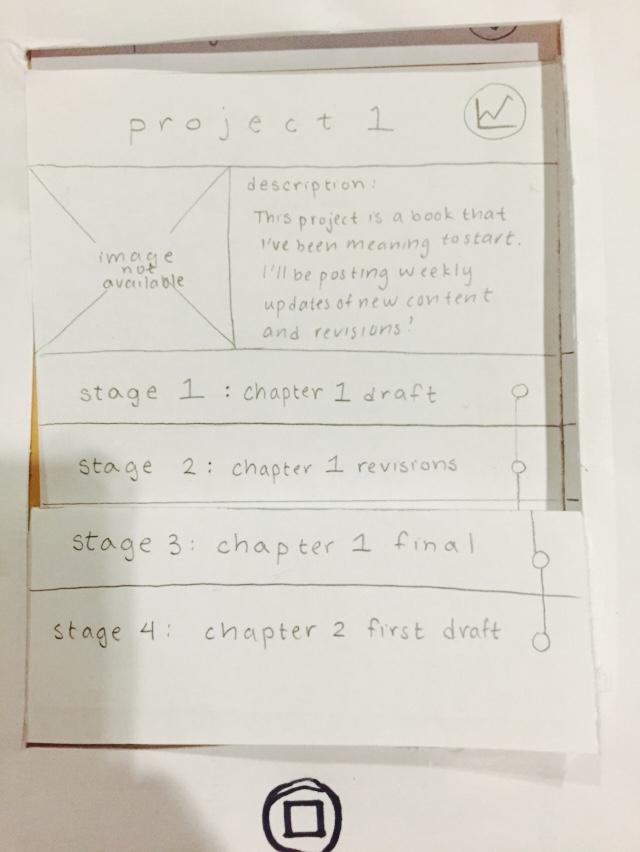 project 1
image
not
available
description:
This project is a book that
I've been meaning to start.
I'll be posting weekly
updates of new content
and revisions!
stage 1 : chapter 1 draft
stage 2: chapter 1 revisions
stage 3: chapter 1 final
stage 4: chapter 2 first draft